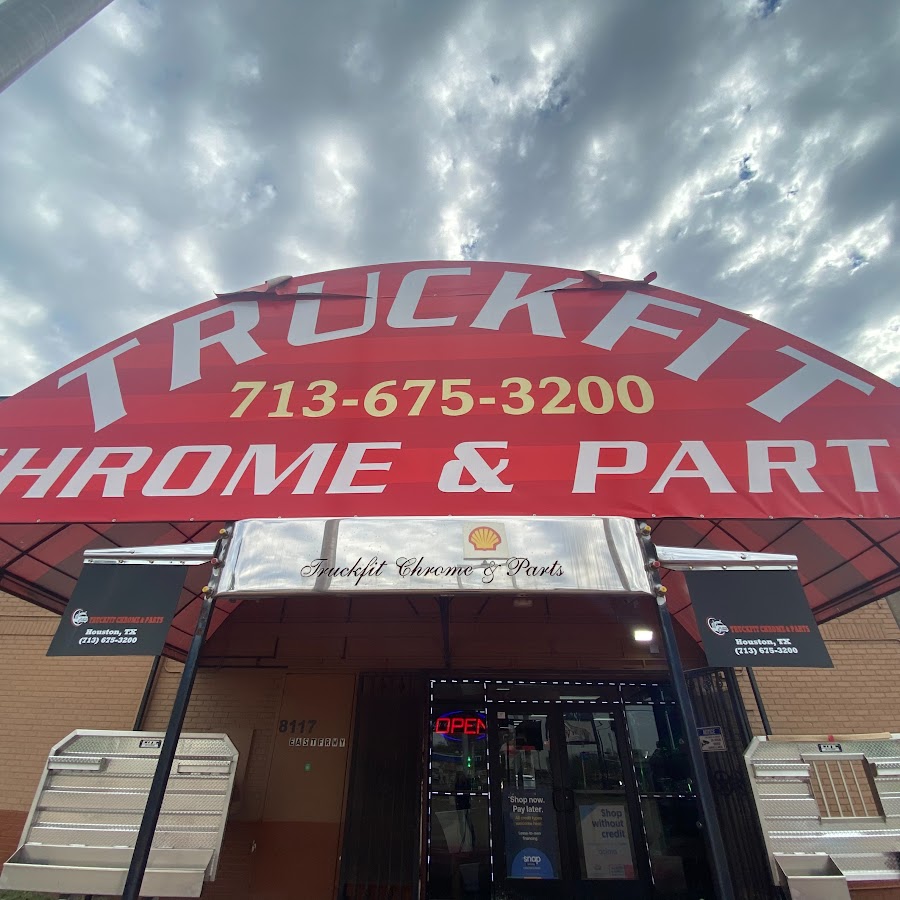 TRUCKFIT
713-675-3200
CHROME & PART
Truckfit Chrome & Parts
TRUCKFIT CHROME & PARTS
Houston, TX
(713) 675-3200
TRUCKFIT CHROME & PARTS
Houston, TX
(713) 675-3200
8117
EASTFRWY
OPEN
Shop now.
Pay later.
snap
Shop
without
credit